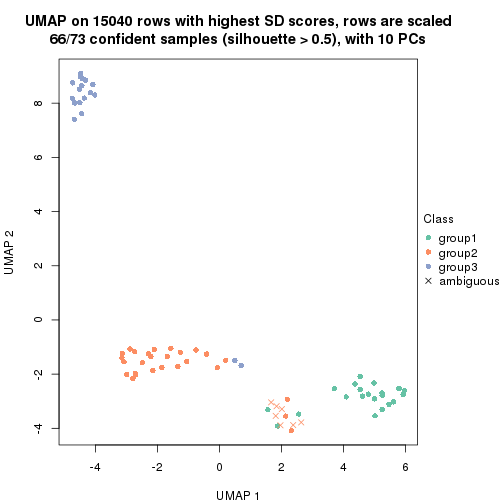 UMAP on 15040 rows with highest SD scores, rows are scaled
66/73 confident samples (silhouette > 0.5), with 10 PCs
8
6
4
2
0
-2
-4
UMAP 2
-4
-2
0
2
4
6
UMAP 1
Class
group1
group2
group3
ambiguous